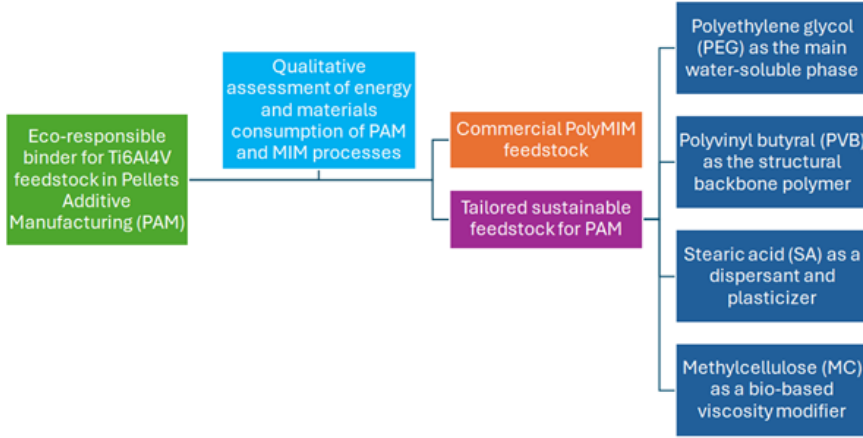 Eco-responsible
binder for Ti6Al4V
feedstock in Pellets
Additive
Manufacturing (PAM)
Qualitative
assessment of energy
and materials
consumption of PAM
and MIM processes
Commercial PolyMIM
feedstock
Tailored sustainable
feedstock for PAM
Polyethylene glycol
(PEG) as the main
water-soluble phase
Polyvinyl butyral (PVB)
as the structural
backbone polymer
Stearic acid (SA) as a
dispersant and
plasticizer
Methylcellulose (MC)
as a bio-based
viscosity modifier